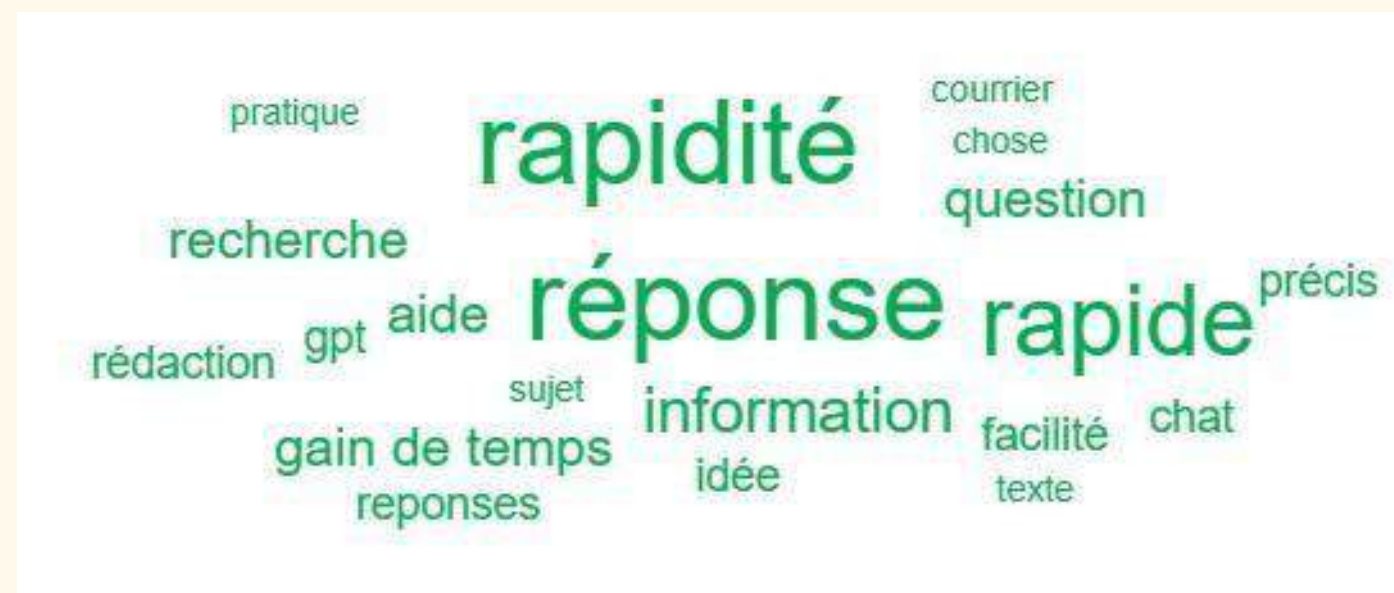 courrier
pratique
rapidité
chose
question
recherche
précis
réponse
rapide
aide
gpt
rédaction
sujet
information
chat
facilité
gain de temps
idée
texte
reponses